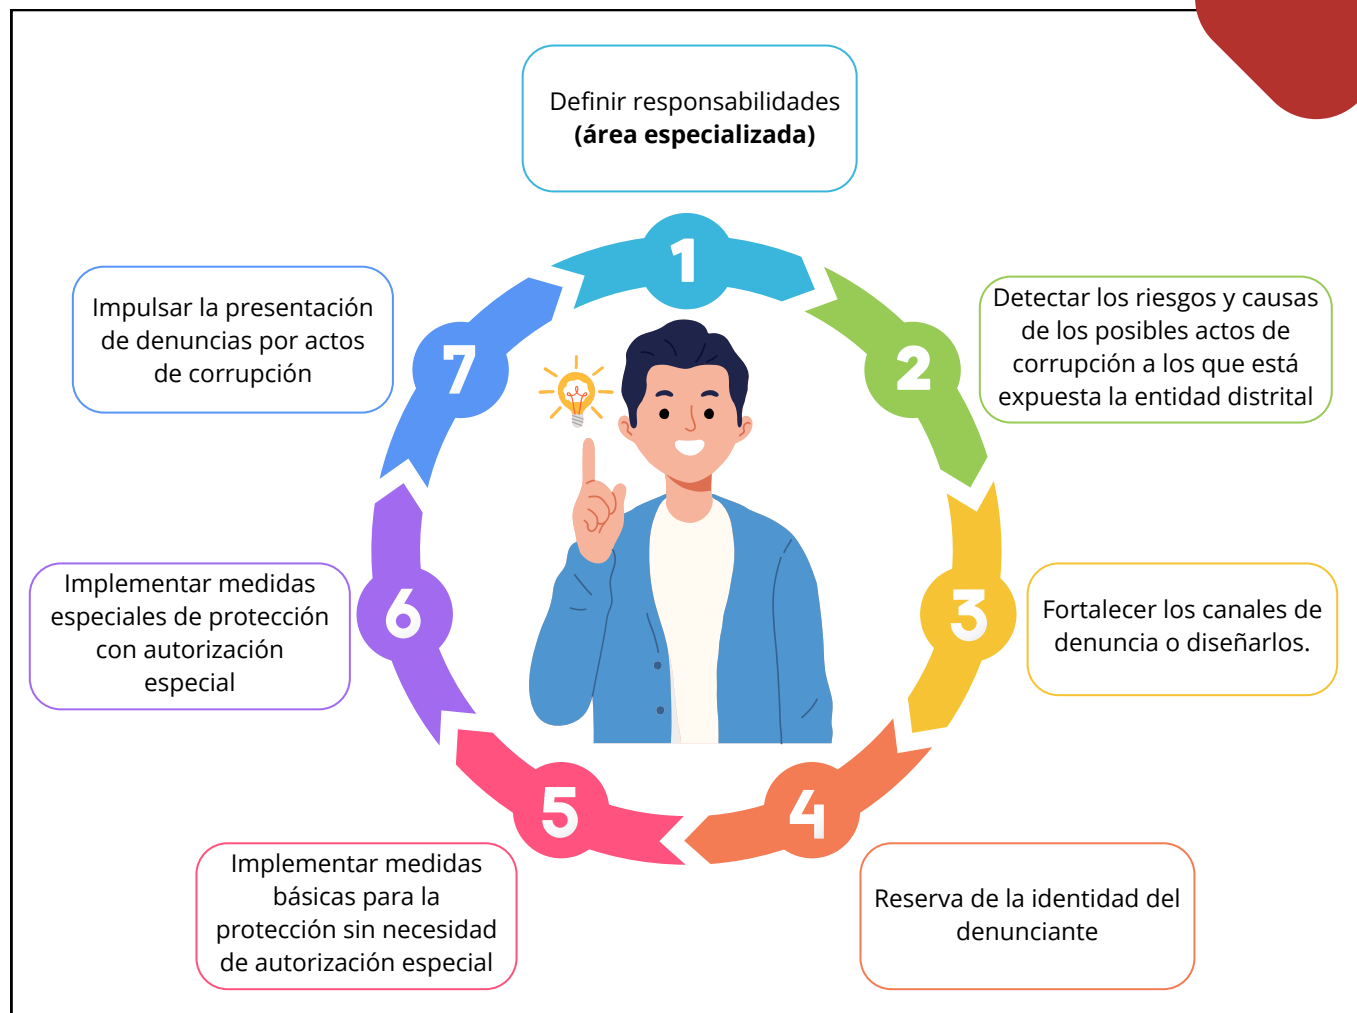 Definir responsabilidades
(área especializada)
1
2
Detectar los riesgos y causas
de los posibles actos de
corrupción a los que está
expuesta la entidad distrital
3
Fortalecer los canales de
denuncia o diseñarlos.
4
Reserva de la identidad del
denunciante
5
Implementar medidas
básicas para la
protección sin necesidad
de autorización especial
6
Implementar medidas
especiales de protección
con autorización
especial
7
Impulsar la presentación
de denuncias por actos
de corrupción